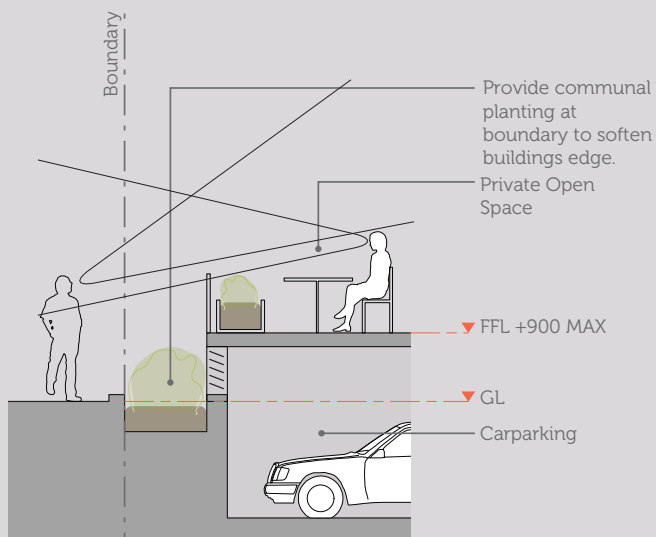 Boundary
Provide communal
planting at
boundary to soften
buildings edge.
Private Open
Space
FFL +900 MAX
GL
Carparking